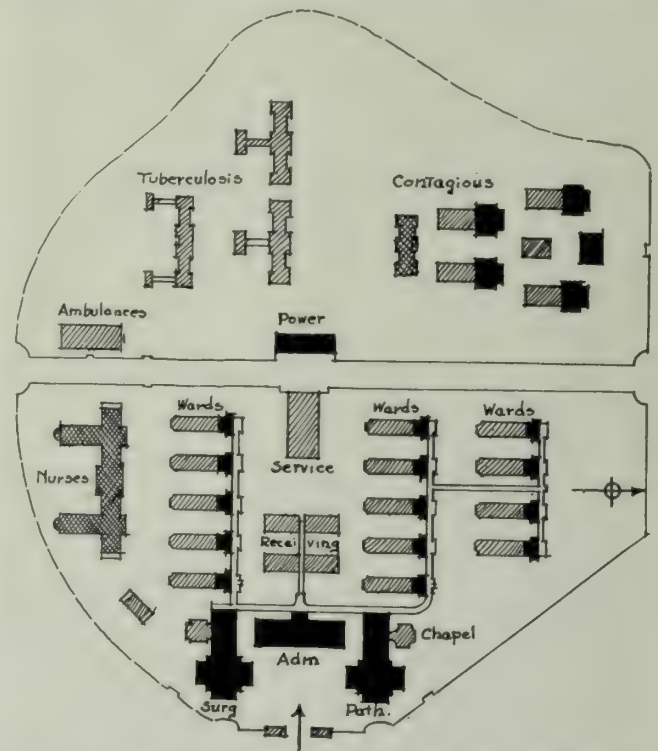 Tuberculosis
Contagious
Ambulances
Power
Wards
Wards
Wards
Nurses
Service
Receiving
Adm
Chapel
Surg
Path.